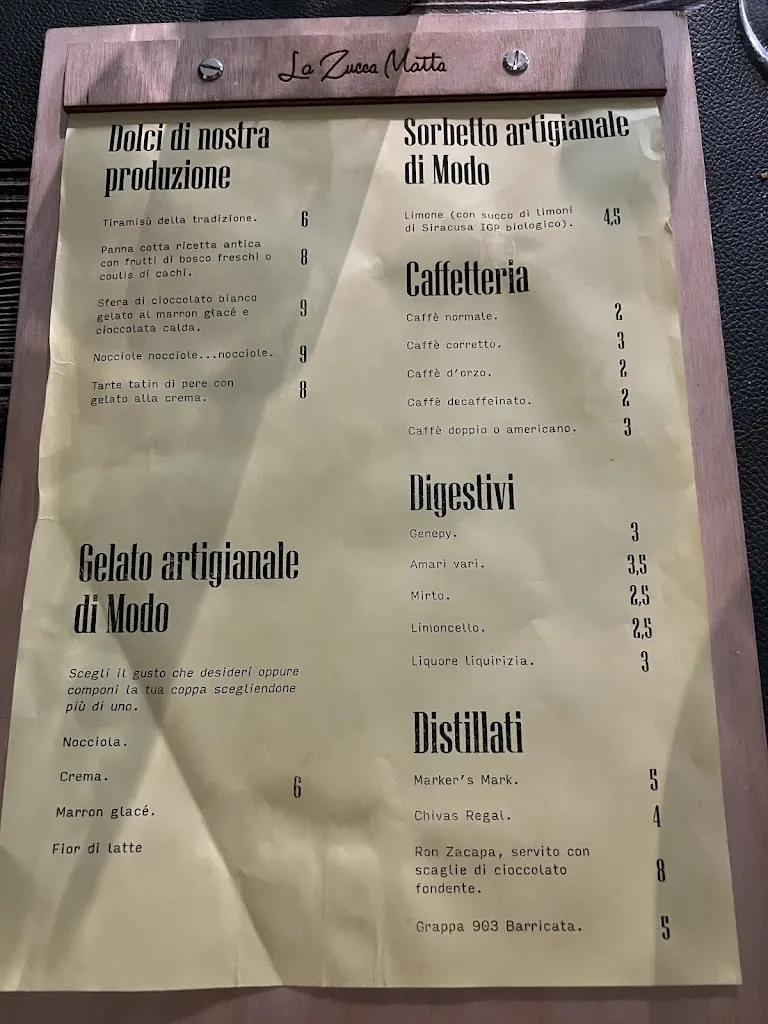 La Zucca Matta
Dolci di nostra
produzione
Tiramisù della tradizione. 6
Panna cotta ricetta antica
con frutti di bosco freschi o
coulis di cachi. 8
Sfera di cioccolato bianco
gelato al marron glacé e
cioccolata calda. 9
Nocciole nocciole...nocciole. 9
Tarte tatin di pere con
gelato alla crema. 8
Gelato artigianale
di Modo
Scegli il gusto che desideri oppure
componi la tua coppa scegliendone
più di uno.
Nocciola.
Crema. 6
Marron glacé.
Fior di latte
Sorbetto artigianale
di Modo
Limone (con succo di limoni
di Siracusa IGP biologico). 4,5
Caffetteria
Caffè normale. 2
Caffè corretto. 3
Caffè d'orzo. 2
Caffè decaffeinato. 2
Caffè doppio o americano. 3
Digestivi
Genepy. 3
Amari vari. 3,5
Mirto. 2,5
Limoncello. 2,5
Liquore liquirizia. 3
Distillati
Marker's Mark. 5
Chivas Regal. 4
Ron Zacapa, servito con
scaglie di cioccolato
fondente. 8
Grappa 903 Barricata. 5